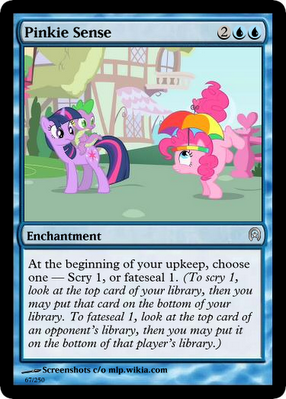 Pinkie Sense 2
Enchantment
At the beginning of your upkeep, choose
one — Scry 1, or fateseal 1. (To scry 1,
look at the top card of your library, then you
may put that card on the bottom of your
library. To fateseal 1, look at the top card of
an opponent's library, then you may put it
on the bottom of that player's library.)
Screenshots c/o mlp.wikia.com
67/250